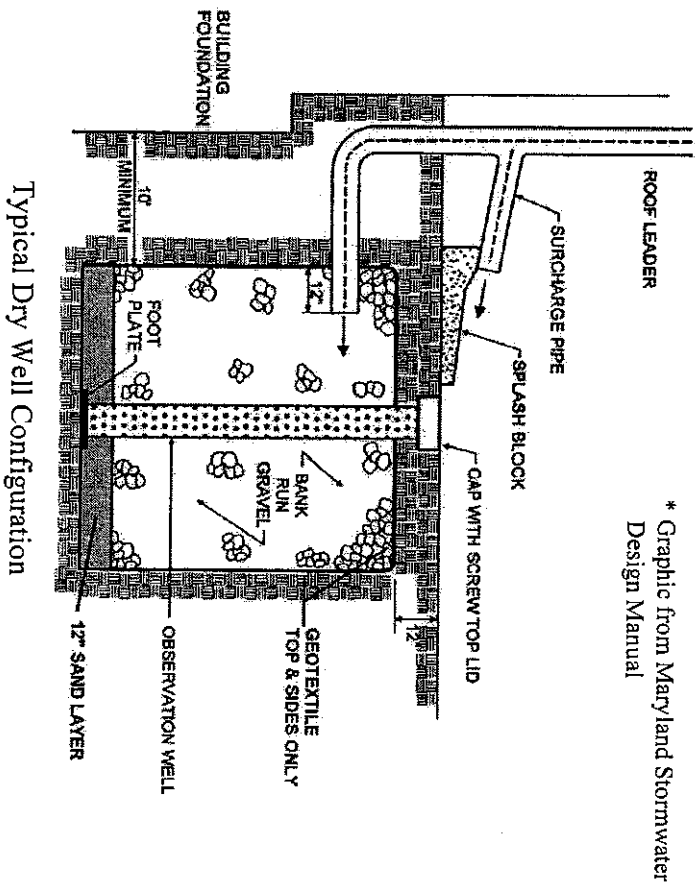 * Graphic from Maryland Stormwater
Design Manual
ROOF LEADER
SURCHARGE PIPE
SPLASH BLOCK
CAP WITH SCREW TOP LID
BUILDING
FOUNDATION
10'
MINIMUM
12"
12"
FOOT
PLATE
BANK
RUN
GRAVEL
GEOTEXTILE
TOP & SIDES ONLY
OBSERVATION WELL
12" SAND LAYER
Typical Dry Well Configuration